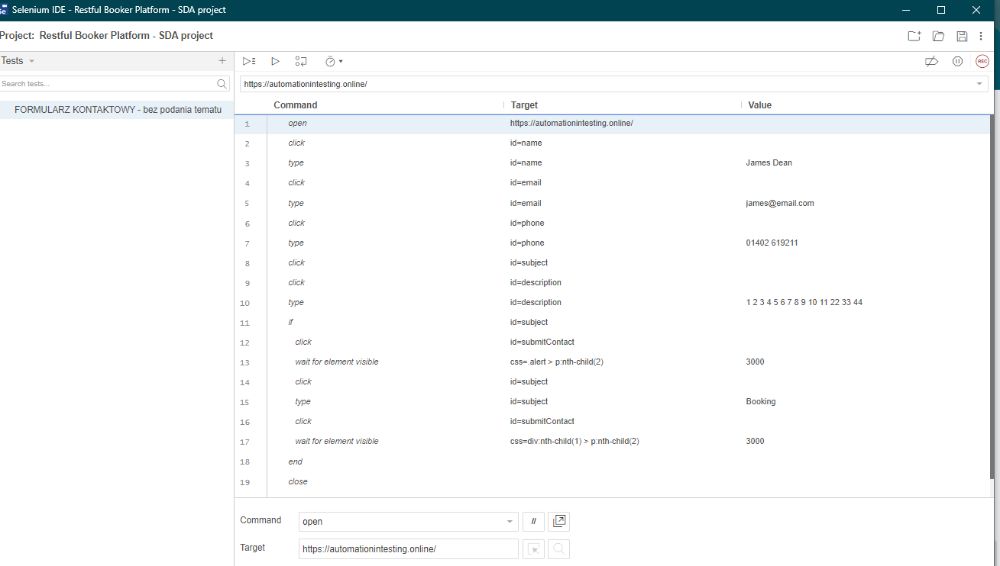 Selenium IDE - Restful Booker Platform - SDA project
Project: Restful Booker Platform - SDA project
Tests
REC
Search tests...
https://automationintesting.online/
Command Target Value
FORMULARZ KONTAKTOWY - bez podania tematu
1 open https://automationintesting.online/
2 click id=name
3 type id=name James Dean
4 click id=email
5 type id=email james@email.com
6 click id=phone
7 type id=phone 01402 619211
8 click id=subject
9 click id=description
10 type id=description 1 2 3 4 5 6 7 8 9 10 11 22 33 44
11 if id=subject
12 click id=submitContact
13 wait for element visible css=.alert > p:nth-child(2) 3000
14 click id=subject
15 type id=subject Booking
16 click id=submitContact
17 wait for element visible css=div:nth-child(1) > p:nth-child(2) 3000
18 end
19 close
Command open //
Target https://automationintesting.online/